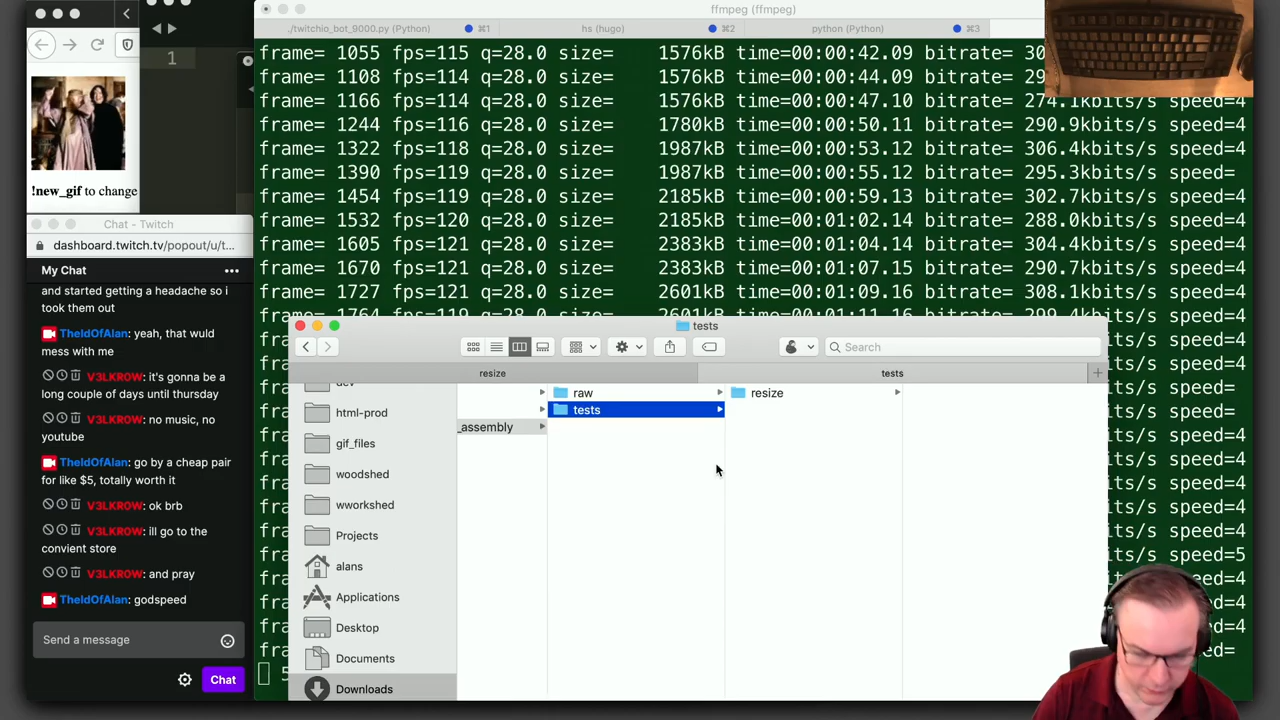 ffmpeg (ffmpeg)
./twitchio_bot_9000.py (Python) ⌘1
hs (hugo) ⌘2
python (Python) ⌘3
1
!new_gif to change
Chat - Twitch
dashboard.twitch.tv/popout/u/t...
My Chat
and started getting a headache so i
took them out
TheIdOfAlan: yeah, that wuld
mess with me
V3LKR0W: it's gonna be a
long couple of days until thursday
V3LKR0W: no music, no
youtube
TheIdOfAlan: go by a cheap pair
for like $5, totally worth it
V3LKR0W: ok brb
V3LKR0W: ill go to the
convient store
V3LKR0W: and pray
TheIdOfAlan: godspeed
Send a message
Chat
frame= 1055 fps=115 q=28.0 size= 1576kB time=00:00:42.09 bitrate= 30
frame= 1108 fps=114 q=28.0 size= 1576kB time=00:00:44.09 bitrate= 29
frame= 1166 fps=114 q=28.0 size= 1576kB time=00:00:47.10 bitrate= 274.1kbits/s speed=4
frame= 1244 fps=116 q=28.0 size= 1780kB time=00:00:50.11 bitrate= 290.9kbits/s speed=4
frame= 1322 fps=118 q=28.0 size= 1987kB time=00:00:53.12 bitrate= 306.4kbits/s speed=4
frame= 1390 fps=119 q=28.0 size= 1987kB time=00:00:55.12 bitrate= 295.3kbits/s speed=
frame= 1454 fps=119 q=28.0 size= 2185kB time=00:00:59.13 bitrate= 302.7kbits/s speed=4
frame= 1532 fps=120 q=28.0 size= 2185kB time=00:01:02.14 bitrate= 288.0kbits/s speed=4
frame= 1605 fps=121 q=28.0 size= 2383kB time=00:01:04.14 bitrate= 304.4kbits/s speed=4
frame= 1670 fps=121 q=28.0 size= 2383kB time=00:01:07.15 bitrate= 290.7kbits/s speed=4
frame= 1727 fps=121 q=28.0 size= 2601kB time=00:01:09.16 bitrate= 308.1kbits/s speed=4
tests
Search
resize
tests
html-prod
gif_files
woodshed
wworkshed
Projects
alans
Applications
Desktop
Documents
Downloads
_assembly
raw
tests
resize